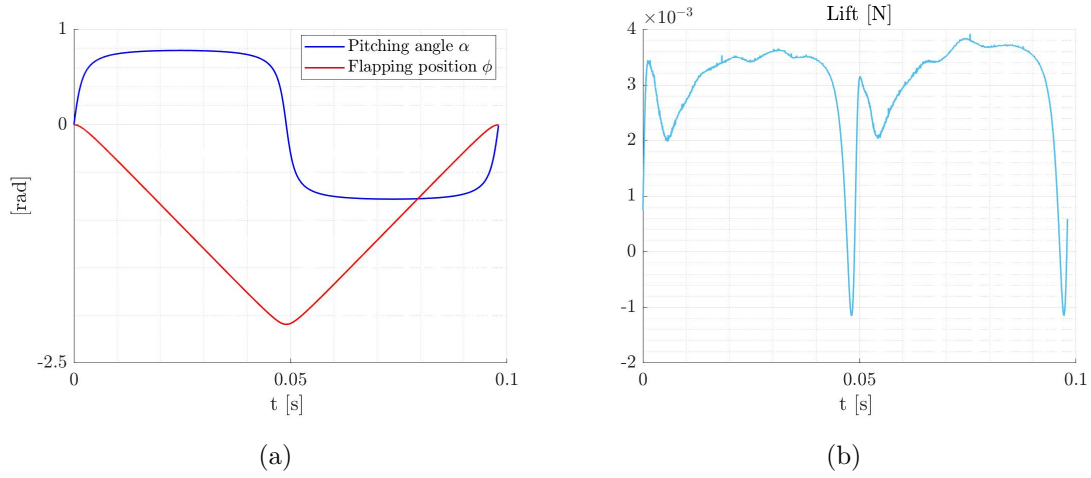 1
0
-2.5
[rad]
Pitching angle α
Flapping position ϕ
0
0.05
0.1
t [s]
(a)
×10⁻³
Lift [N]
4
3
2
1
0
-1
-2
0
0.05
0.1
t [s]
(b)